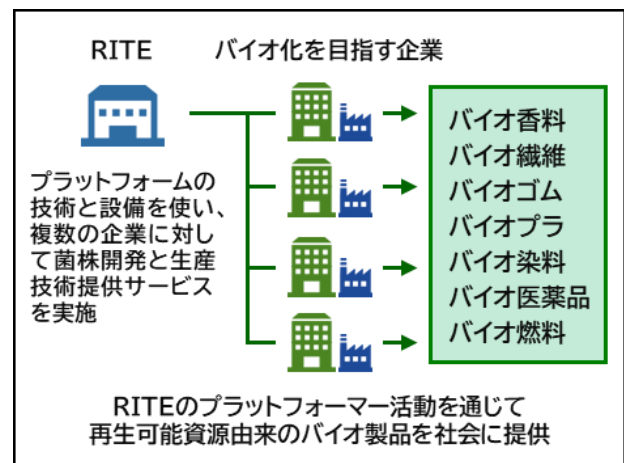 RITE
バイオ化を目指す企業
プラットフォームの
技術と設備を使い、
複数の企業に対し
て菌株開発と生産
技術提供サービス
を実施
バイオ香料
バイオ繊維
バイオゴム
バイオプラ
バイオ染料
バイオ医薬品
バイオ燃料
RITEのプラットフォーマー活動を通じて
再生可能資源由来のバイオ製品を社会に提供